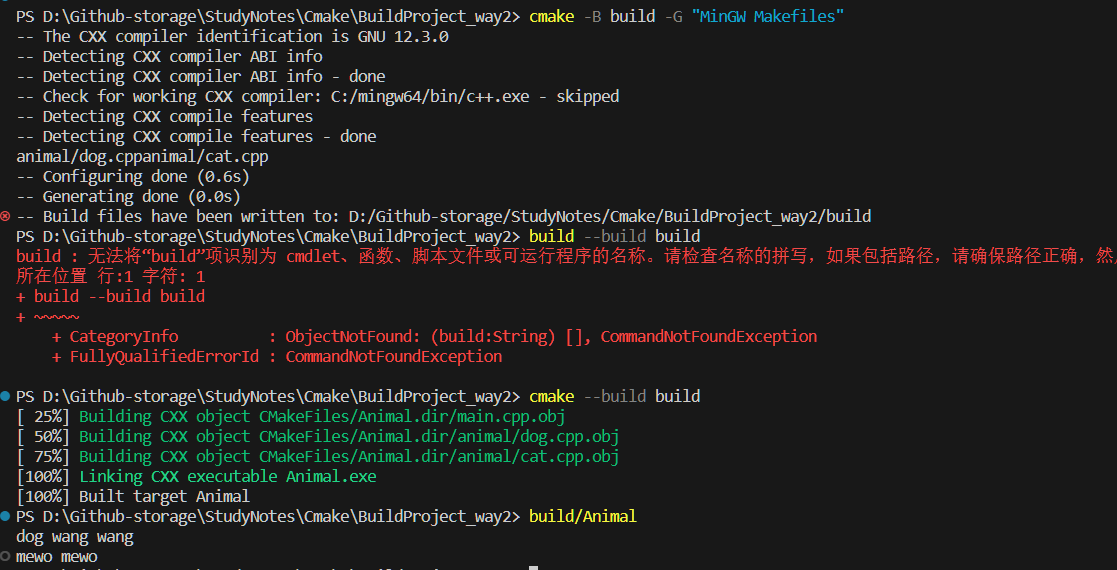 PS D:\Github-storage\StudyNotes\Cmake\BuildProject_way2> cmake -B build -G "MinGW Makefiles"
-- The CXX compiler identification is GNU 12.3.0
-- Detecting CXX compiler ABI info
-- Detecting CXX compiler ABI info - done
-- Check for working CXX compiler: C:/mingw64/bin/c++.exe - skipped
-- Detecting CXX compile features
-- Detecting CXX compile features - done
animal/dog.cppanimal/cat.cpp
-- Configuring done (0.6s)
-- Generating done (0.0s)
-- Build files have been written to: D:/Github-storage/StudyNotes/Cmake/BuildProject_way2/build
PS D:\Github-storage\StudyNotes\Cmake\BuildProject_way2> build --build build
build : 无法将“build”项识别为 cmdlet、函数、脚本文件或可运行程序的名称。请检查名称的拼写，如果包括路径，请确保路径正确，然
所在位置 行:1 字符: 1
+ build --build build
+ ~~~~~
+ CategoryInfo          : ObjectNotFound: (build:String) [], CommandNotFoundException
+ FullyQualifiedErrorId : CommandNotFoundException
PS D:\Github-storage\StudyNotes\Cmake\BuildProject_way2> cmake --build build
[ 25%] Building CXX object CMakeFiles/Animal.dir/main.cpp.obj
[ 50%] Building CXX object CMakeFiles/Animal.dir/animal/dog.cpp.obj
[ 75%] Building CXX object CMakeFiles/Animal.dir/animal/cat.cpp.obj
[100%] Linking CXX executable Animal.exe
[100%] Built target Animal
PS D:\Github-storage\StudyNotes\Cmake\BuildProject_way2> build/Animal
dog wang wang
mewo mewo